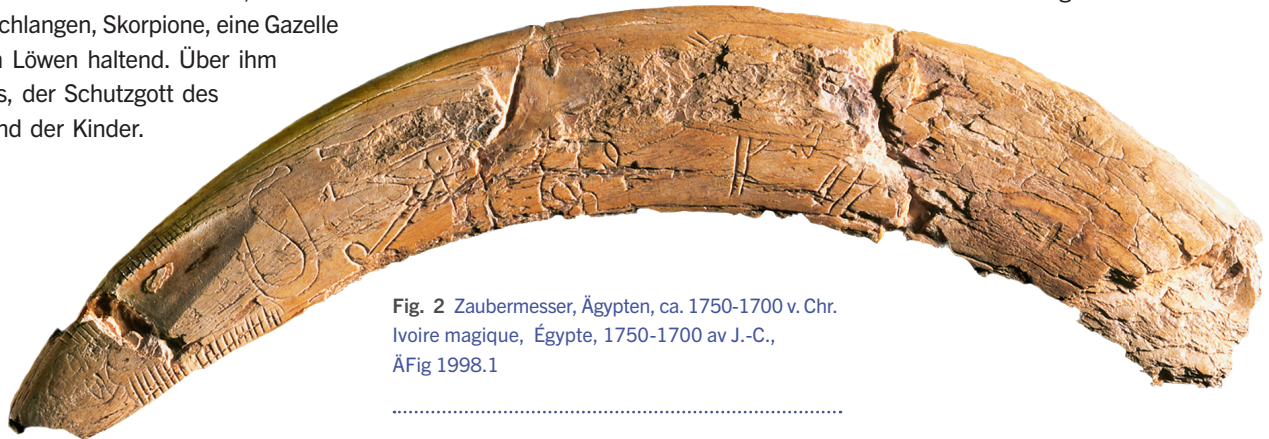 chlangen, Skorpione, eine Gazelle
Löwen haltend. Über ihm
s, der Schutzgott des
nd der Kinder.
Fig. 2 Zaubermesser, Ägypten, ca. 1750-1700 v. Chr.
Ivoire magique, Égypte, 1750-1700 av J.-C.,
ÄFig 1998.1